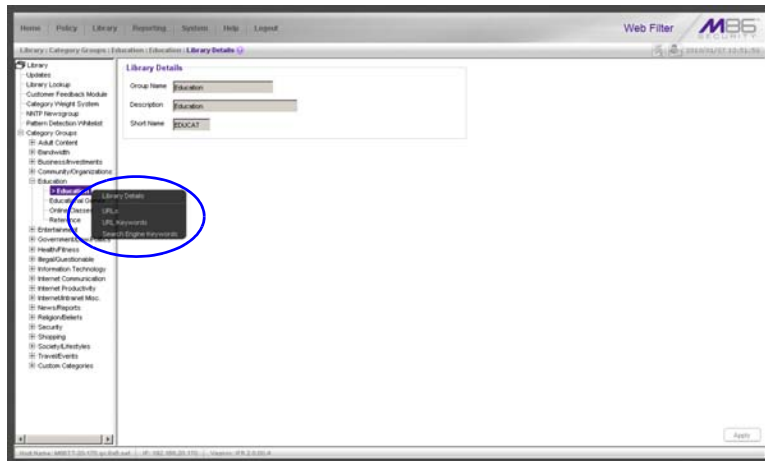 Home Policy Library Reporting System Help Logout
Web Filter
M86
SECURITY
Library : Category Groups : Education : Education : Library Details
Library
Updates
Library Lookup
Customer Feedback Module
Category Weight System
NNTP Newsgroup
Pattern Detection Whitelist
Category Groups
Adult Content
Bandwidth
Business/Investments
Community/Organizations
Education
> Education
Educational
Online Classes
Reference
Entertainment
Government/
Health/Fitness
Illegal/Questionable
Information Technology
Internet Communication
Internet Productivity
Internet/Intranet Misc.
News/Reports
Religion/Beliefs
Security
Shopping
Society/Lifestyles
Travel/Events
Custom Categories
Library Details
URLs
URL Keywords
Search Engine Keywords
Library Details
Group Name Education
Description Education
Short Name EDUCAT
Apply
Host Name: